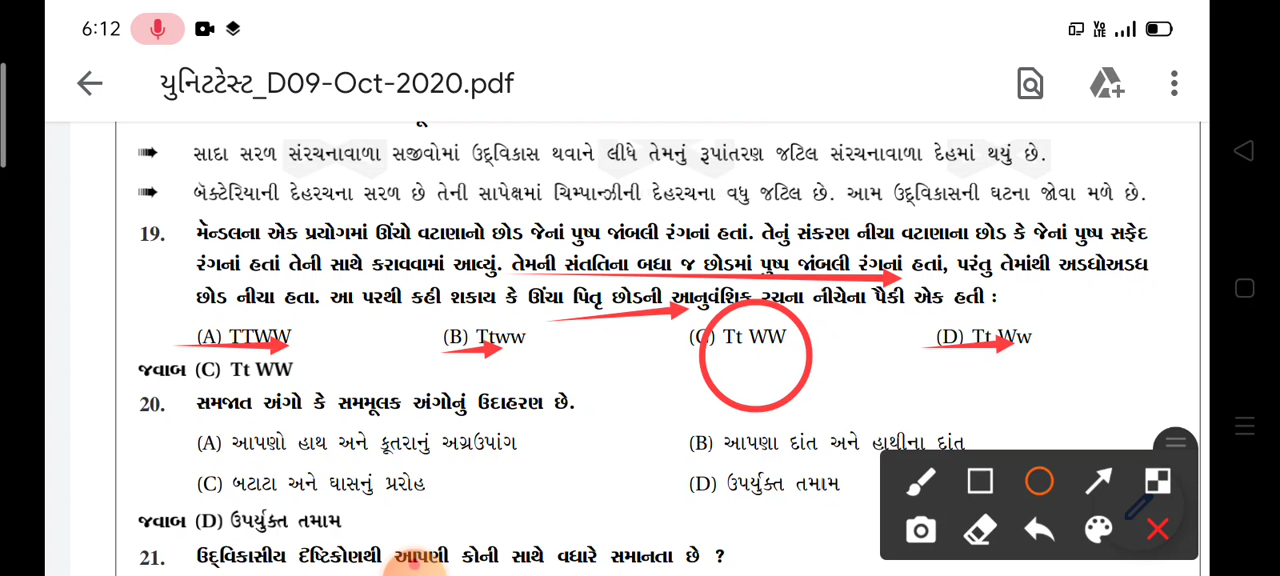 6:12
Vo LTE
યુનિટટેસ્ટ_D09-Oct-2020.pdf
➠ સાદા સરળ સંરચનાવાળા સજીવોમાં ઉદ્દવિકાસ થવાને લીધે તેમનું રૂપાંતરણ જટિલ સંરચનાવાળા દેહમાં થયું છે.
➠ બૅક્ટેરિયાની દેહરચના સરળ છે તેની સાપેક્ષમાં ચિમ્પાન્ઝીની દેહરચના વધુ જટિલ છે. આમ ઉદ્દવિકાસની ઘટના જોવા મળે છે.
19. મૅન્ડલના એક પ્રયોગમાં ઊંચો વટાણાનો છોડ જેનાં પુષ્પ જાંબલી રંગનાં હતાં. તેનું સંકરણ નીચા વટાણાના છોડ કે જેનાં પુષ્પ સફેદ
રંગનાં હતાં તેની સાથે કરાવવામાં આવ્યું. તેમની સંતતિના બધા જ છોડમાં પુષ્પ જાંબલી રંગનાં હતાં, પરંતુ તેમાંથી અડધોઅડધ
છોડ નીચા હતા. આ પરથી કહી શકાય કે ઊંચા પિતૃ છોડની આનુવંશિક રચના નીચેના પૈકી એક હતી :
(A) TTWW (B) Ttww (C) Tt WW (D) Tt Ww
જવાબ (C) Tt WW
20. સમજાત અંગો કે સમમૂલક અંગોનું ઉદાહરણ છે.
(A) આપણો હાથ અને કૂતરાનું અગ્રઉપાંગ (B) આપણા દાંત અને હાથીના દાંત
(C) બટાટા અને ઘાસનું પ્રરોહ (D) ઉપર્યુક્ત તમામ
જવાબ (D) ઉપર્યુક્ત તમામ
21. ઉદ્દવિકાસીય દૃષ્ટિકોણથી આપણી કોની સાથે વધારે સમાનતા છે ?